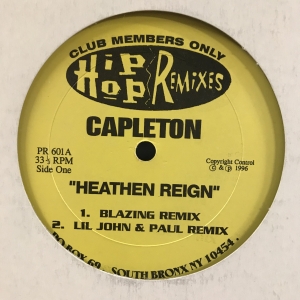 CLUB MEMBERS ONLY
HIP HOP REMIXES
CAPLETON
PR 601A
33⅓ RPM
Side One
Copyright Control
© & ℗ 1996
"HEATHEN REIGN"
1. BLAZING REMIX
2. LIL JOHN & PAUL REMIX
PO BOX 69, SOUTH BRONX NY 10454.